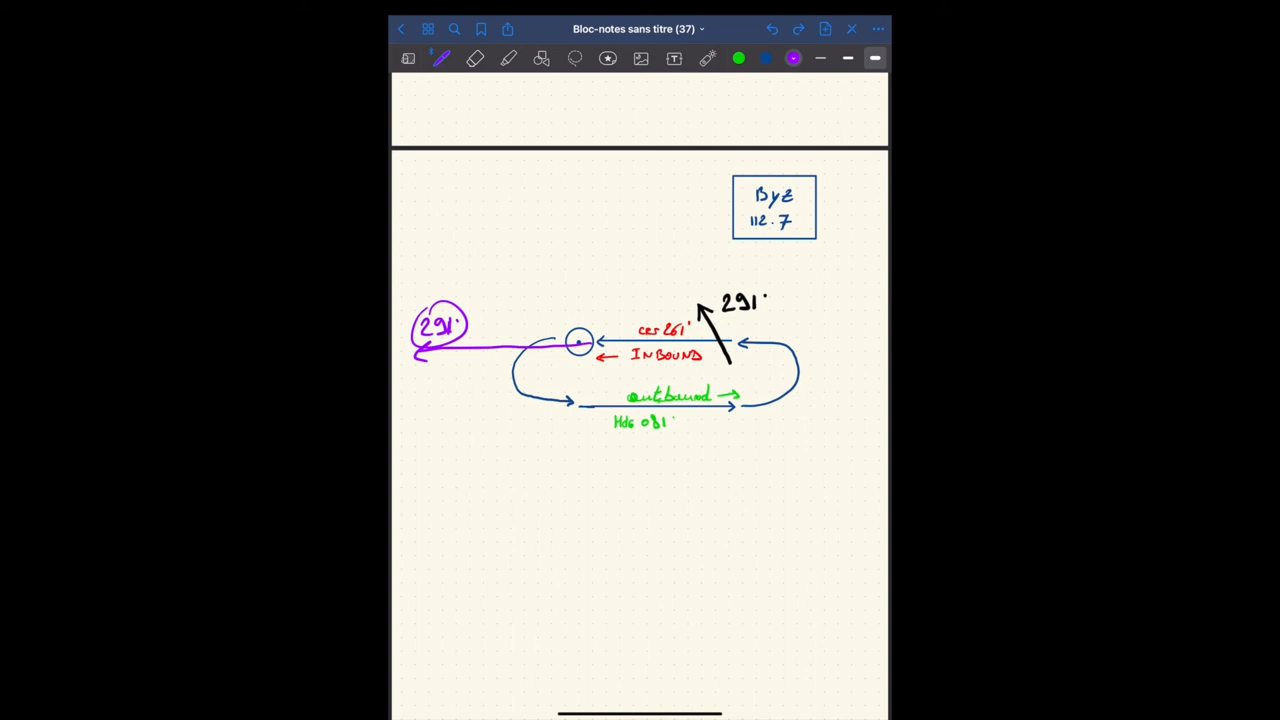 Bloc-notes sans titre (37)
Byz
112.7
291°
291°
crs 261°
INBOUND
outbound
Hdg 081°